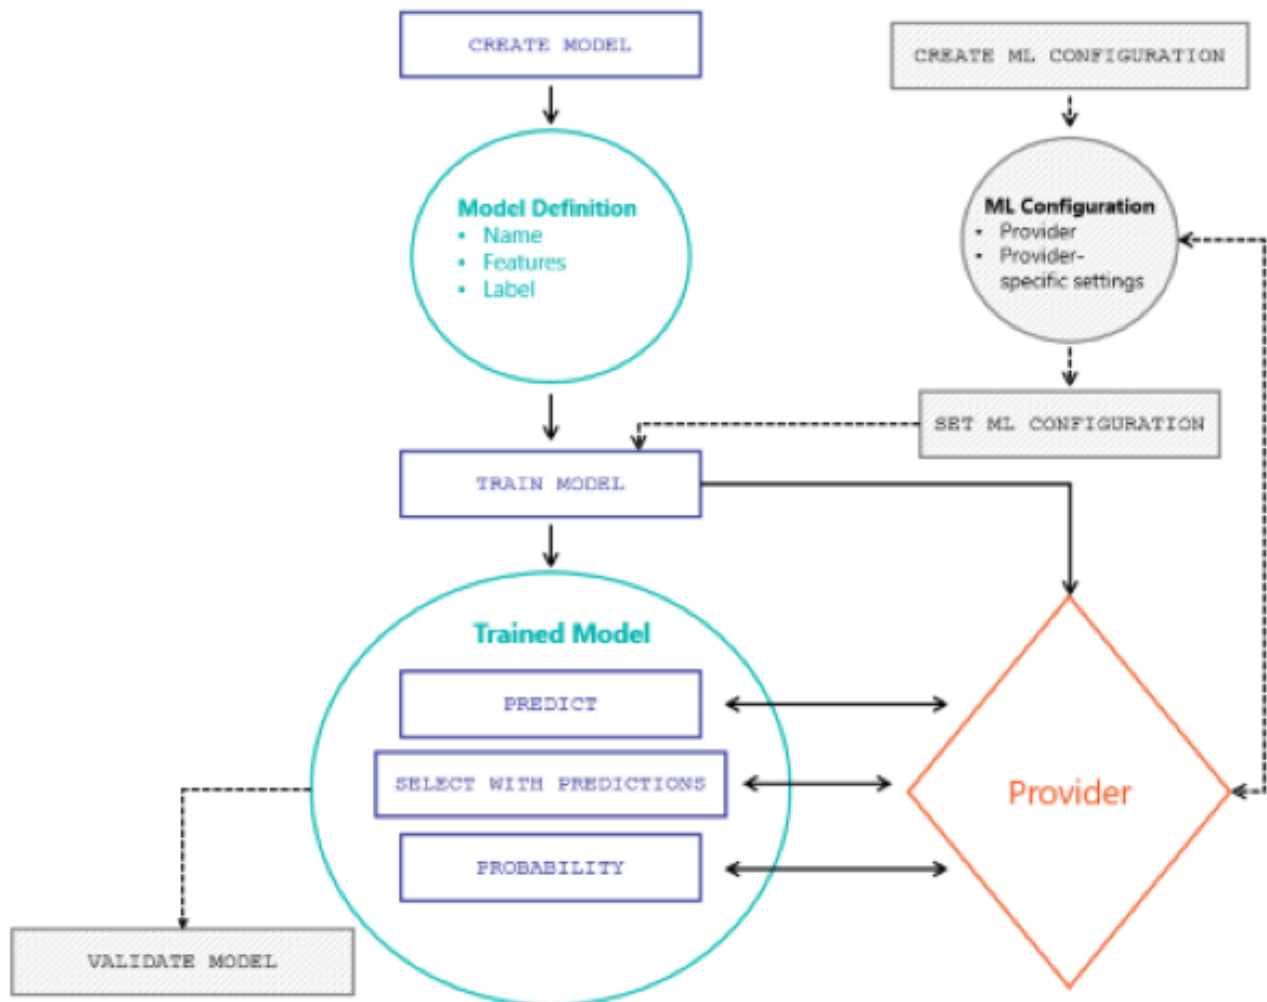 CREATE MODEL
CREATE ML CONFIGURATION
Model Definition
• Name
• Features
• Label
ML Configuration
• Provider
• Provider-
specific settings
SET ML CONFIGURATION
TRAIN MODEL
Trained Model
PREDICT
SELECT WITH PREDICTIONS
PROBABILITY
Provider
VALIDATE MODEL